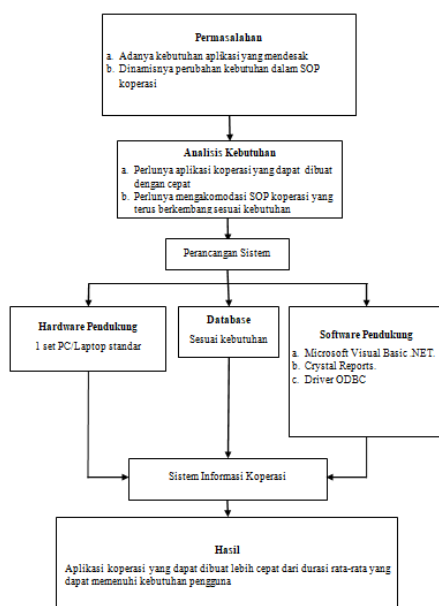 Permasalahan
a. Adanya kebutuhan aplikasi yang mendesak
b. Dinamisnya perubahan kebutuhan dalam SOP
koperasi
Analisis Kebutuhan
a. Perlunya aplikasi koperasi yang dapat dibuat
dengan cepat
b. Perlunya mengakomodasi SOP koperasi yang
terus berkembang sesuai kebutuhan
Perancangan Sistem
Hardware Pendukung
1 set PC/Laptop standar
Database
Sesuai kebutuhan
Software Pendukung
a. Microsoft Visual Basic .NET.
b. Crystal Reports.
c. Driver ODBC
Sistem Informasi Koperasi
Hasil
Aplikasi koperasi yang dapat dibuat lebih cepat dari durasi rata-rata yang
dapat memenuhi kebutuhan pengguna